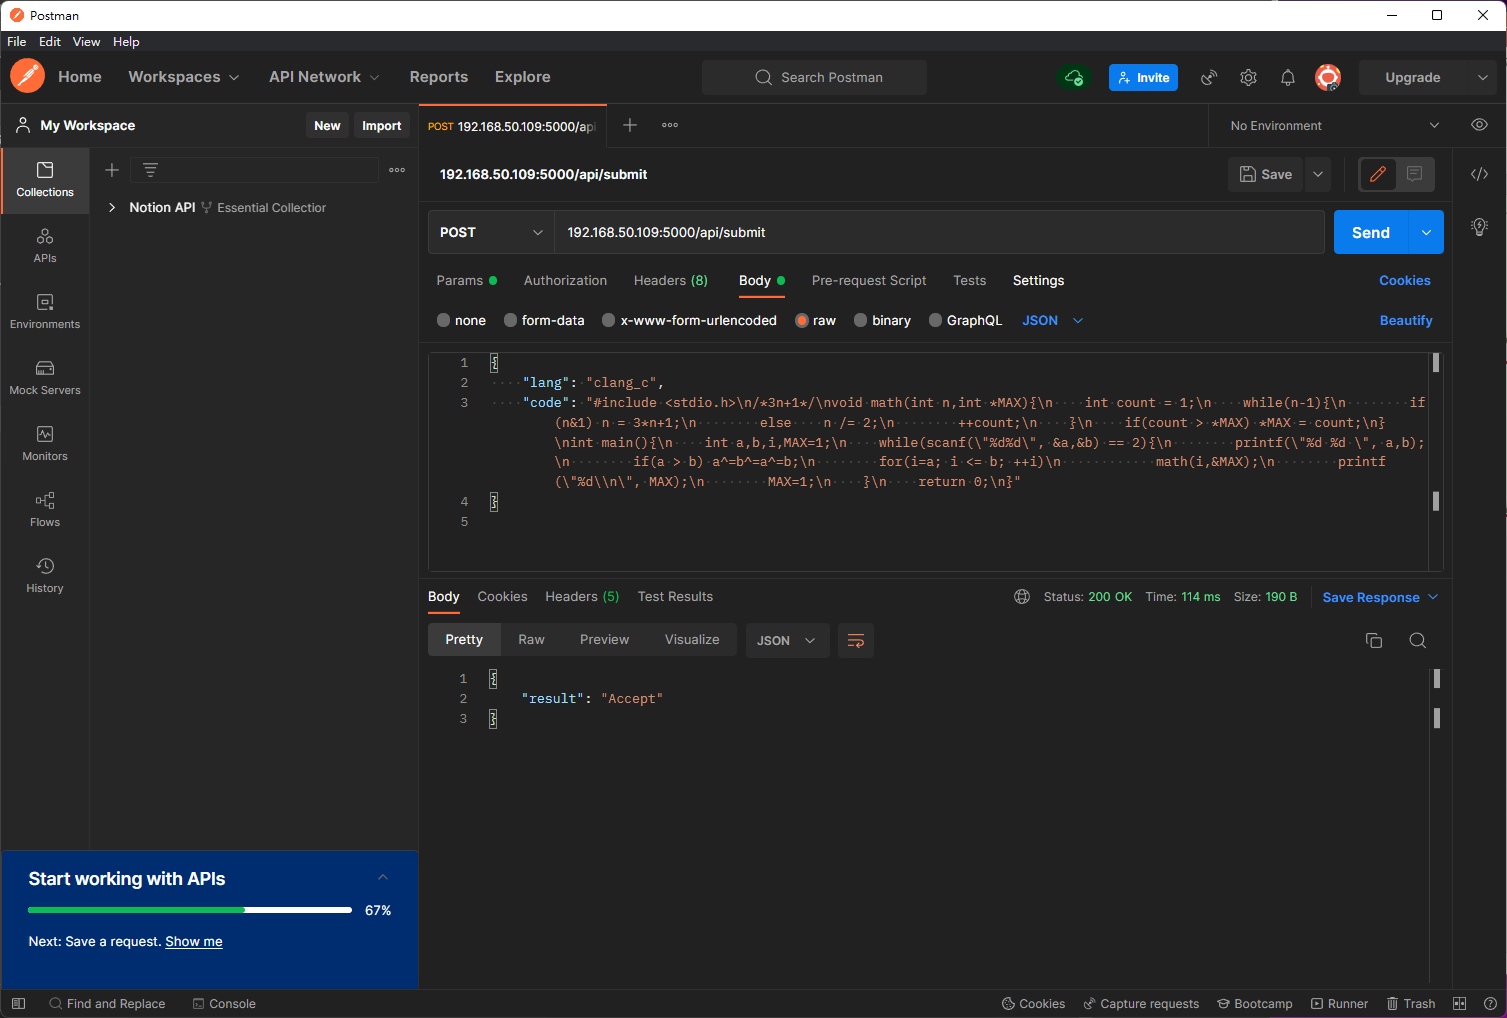 Postman
File Edit View Help
Home Workspaces API Network Reports Explore Search Postman Invite Upgrade
My Workspace New Import POST 192.168.50.109:5000/api No Environment
Collections
APIs
Environments
Mock Servers
Monitors
Flows
History
Notion API Essential Collectior
192.168.50.109:5000/api/submit Save
POST 192.168.50.109:5000/api/submit Send
Params Authorization Headers (8) Body Pre-request Script Tests Settings Cookies
none form-data x-www-form-urlencoded raw binary GraphQL JSON Beautify
1 {
2 "lang": "clang_c",
3 "code": "#include <stdio.h>\n/*3n+1*/\nvoid math(int n,int *MAX){\n    int count = 1;\n    while(n-1){\n        if
(n&1) n = 3*n+1;\n        else    n /= 2;\n        ++count;\n    }\n    if(count > *MAX) *MAX = count;\n}
\nint main(){\n    int a,b,i,MAX=1;\n    while(scanf(\"%d%d\", &a,&b) == 2){\n        printf(\"%d %d \", a,b);
\n        if(a > b) a^=b^=a^=b;\n        for(i=a; i <= b; ++i)\n            math(i,&MAX);\n        printf
(\"%d\\n\", MAX);\n        MAX=1;\n    }\n    return 0;\n}"
4 }
5
Body Cookies Headers (5) Test Results Status: 200 OK Time: 114 ms Size: 190 B Save Response
Pretty Raw Preview Visualize JSON
1 {
2 "result": "Accept"
3 }
Start working with APIs
67%
Next: Save a request. Show me
Find and Replace Console Cookies Capture requests Bootcamp Runner Trash